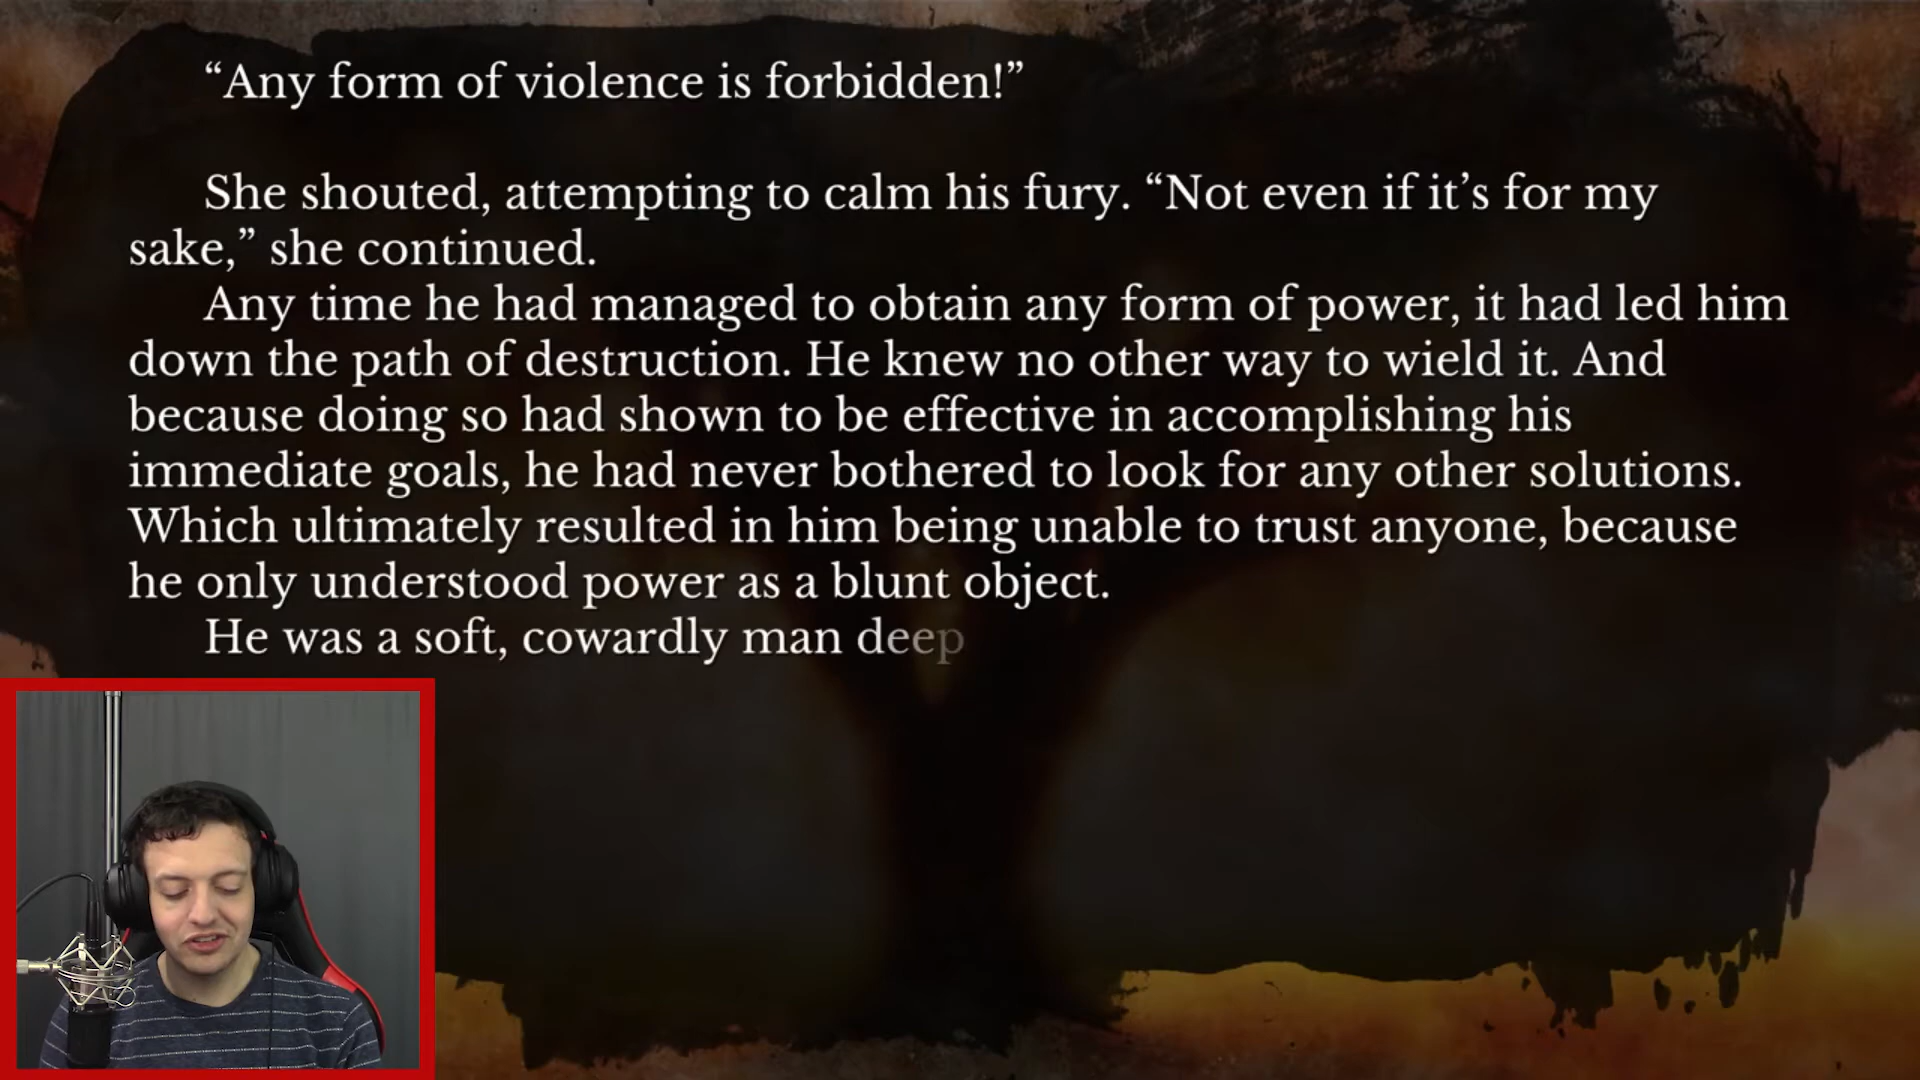 “Any form of violence is forbidden!”
She shouted, attempting to calm his fury. “Not even if it’s for my
sake,” she continued.
Any time he had managed to obtain any form of power, it had led him
down the path of destruction. He knew no other way to wield it. And
because doing so had shown to be effective in accomplishing his
immediate goals, he had never bothered to look for any other solutions.
Which ultimately resulted in him being unable to trust anyone, because
he only understood power as a blunt object.
He was a soft, cowardly man deep